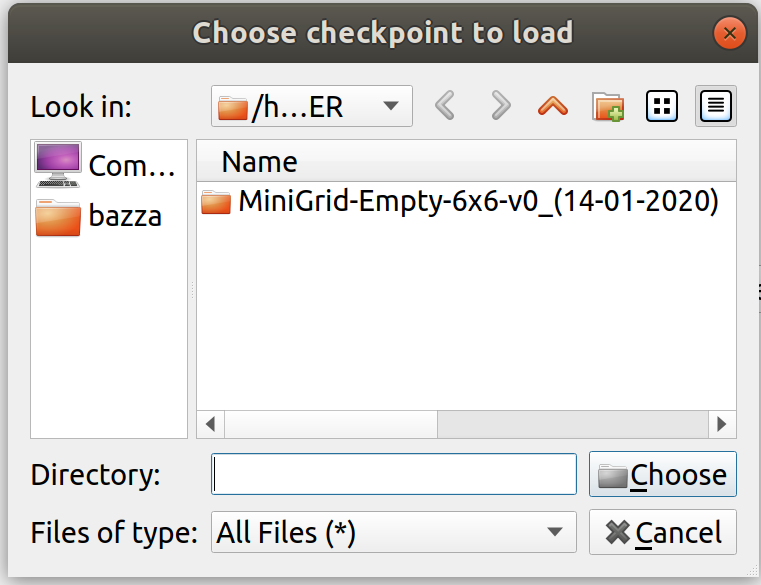 Choose checkpoint to load
Look in:
/h...ER
Com...
bazza
Name
MiniGrid-Empty-6x6-v0_(14-01-2020)
Directory:
Choose
Files of type:
All Files (*)
Cancel